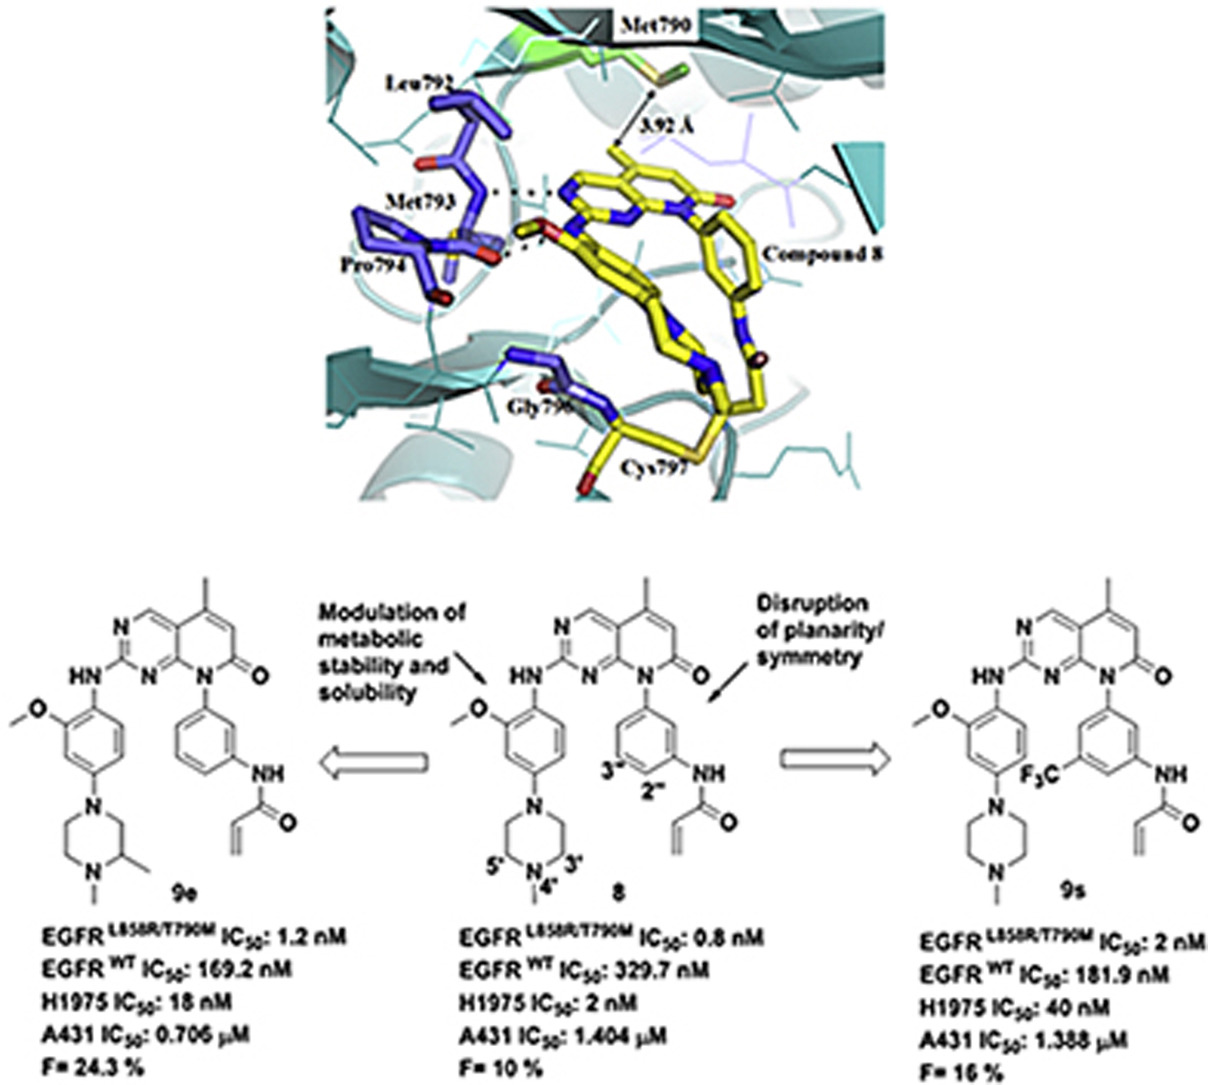 Met790
Leu792
3.92 Å
Met793
Compound 8
Pro794
Gly796
Cys797
Modulation of
metabolic
stability and
solubility
Disruption
of planarity/
symmetry
N
HN
N
N
O
O
NH
O
N
N
9e
N
HN
N
N
O
O
3'''
2'''
NH
O
N
5'
3'
N
4'
8
N
HN
N
N
O
O
F₃C
NH
O
N
N
9s
EGFR L858R/T790M IC₅₀: 1.2 nM
EGFR WT IC₅₀: 169.2 nM
H1975 IC₅₀: 18 nM
A431 IC₅₀: 0.706 μM
F= 24.3 %
EGFR L858R/T790M IC₅₀: 0.8 nM
EGFR WT IC₅₀: 329.7 nM
H1975 IC₅₀: 2 nM
A431 IC₅₀: 1.404 μM
F= 10 %
EGFR L858R/T790M IC₅₀: 2 nM
EGFR WT IC₅₀: 181.9 nM
H1975 IC₅₀: 40 nM
A431 IC₅₀: 1.388 μM
F= 16 %